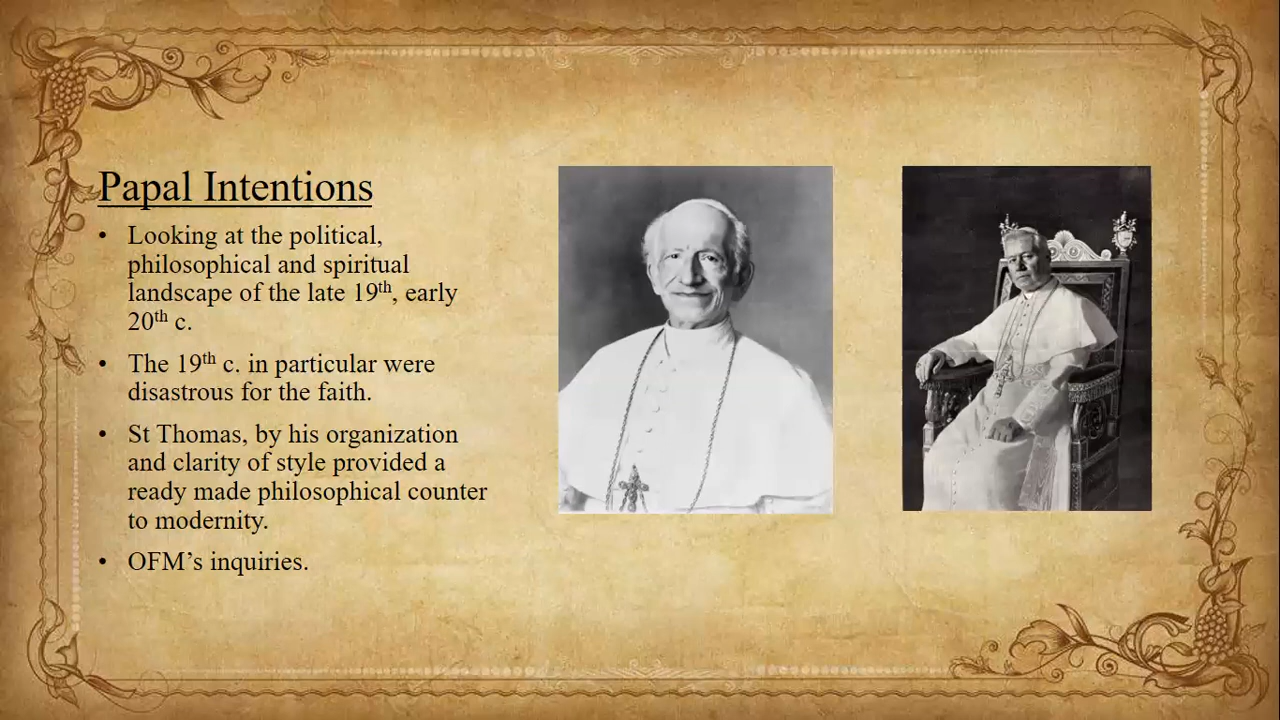 Papal Intentions
• Looking at the political,
philosophical and spiritual
landscape of the late 19th, early
20th c.
• The 19th c. in particular were
disastrous for the faith.
• St Thomas, by his organization
and clarity of style provided a
ready made philosophical counter
to modernity.
• OFM’s inquiries.